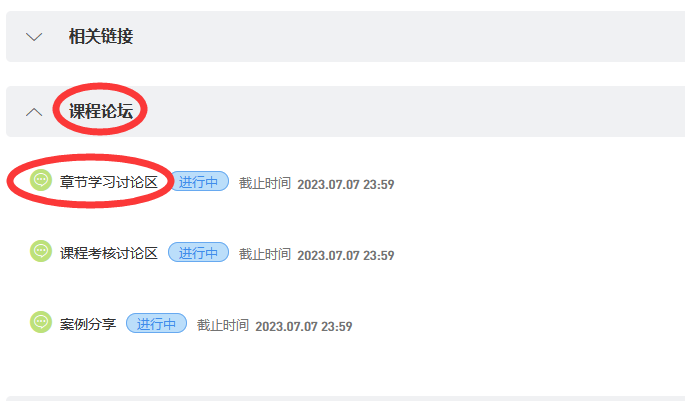 相关链接
课程论坛
章节学习讨论区 进行中 截止时间 2023.07.07 23:59
课程考核讨论区 进行中 截止时间 2023.07.07 23:59
案例分享 进行中 截止时间 2023.07.07 23:59